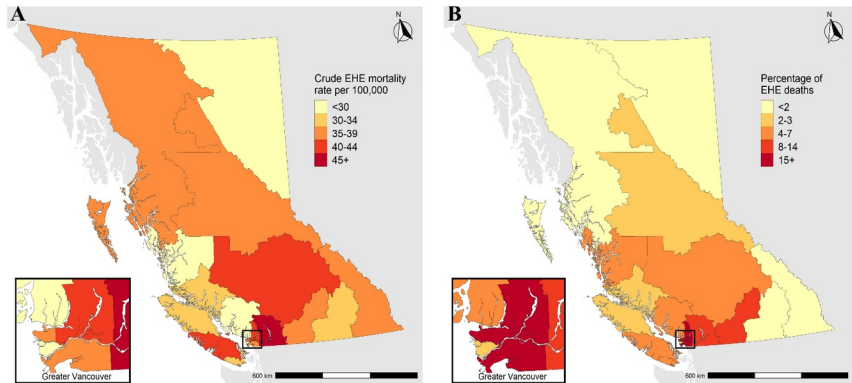 A
N
Crude EHE mortality
rate per 100,000
<30
30-34
35-39
40-44
45+
Greater Vancouver
600 km
B
N
Percentage of
EHE deaths
<2
2-3
4-7
8-14
15+
Greater Vancouver
600 km